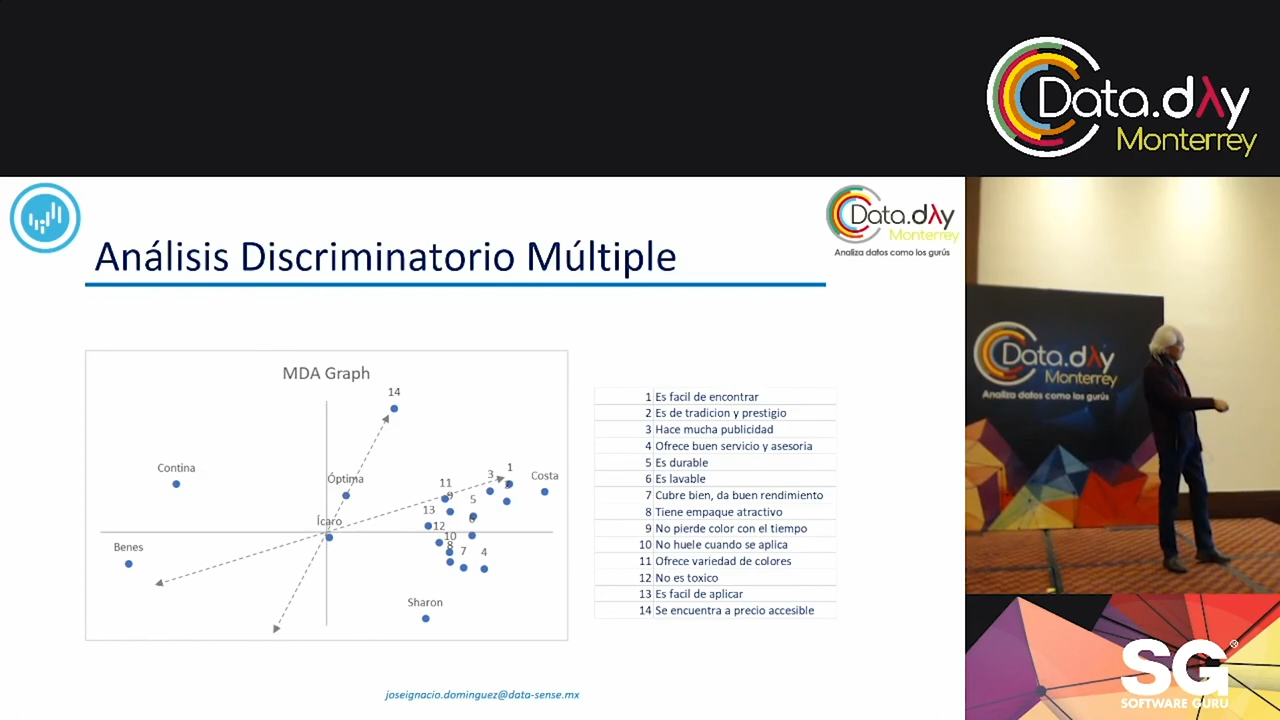 Data.dλy
Monterrey
Data.dλy
Monterrey
Analiza datos como los gurús
Análisis Discriminatorio Múltiple
MDA Graph
14
Contina
Óptima
11
3
1
Costa
9
5
13
Ícaro
12
6
10
8
7
4
Benes
Sharon
1 Es facil de encontrar
2 Es de tradicion y prestigio
3 Hace mucha publicidad
4 Ofrece buen servicio y asesoria
5 Es durable
6 Es lavable
7 Cubre bien, da buen rendimiento
8 Tiene empaque atractivo
9 No pierde color con el tiempo
10 No huele cuando se aplica
11 Ofrece variedad de colores
12 No es toxico
13 Es facil de aplicar
14 Se encuentra a precio accesible
joseignacio.dominguez@data-sense.mx
Data.dλy
Monterrey
Analiza datos como los gurús
SG
SOFTWARE GURU